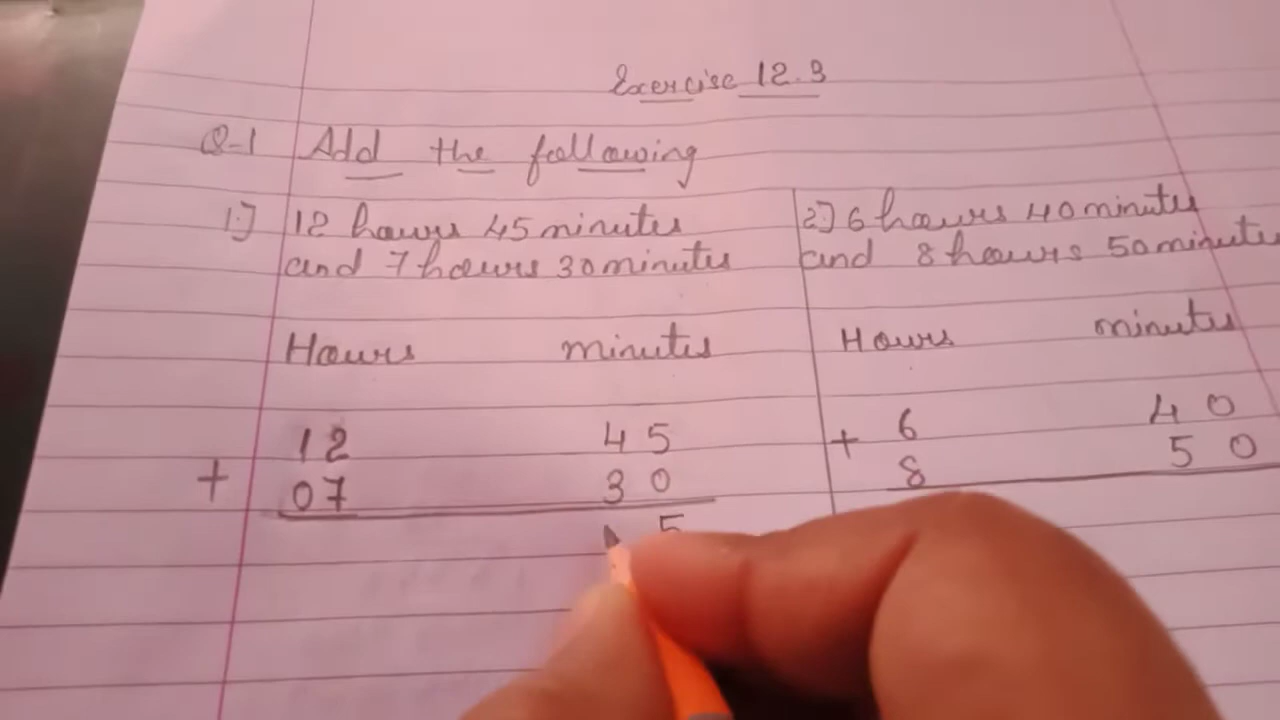 Exercise 12.3
Q-1 Add the following
1.] 12 hours 45 minutes
and 7 hours 30 minutes
Hours minutes
12 45
+ 07 30
5
2.] 6 hours 40 minutes
and 8 hours 50 minutes
Hours minutes
+ 6 40
8 50